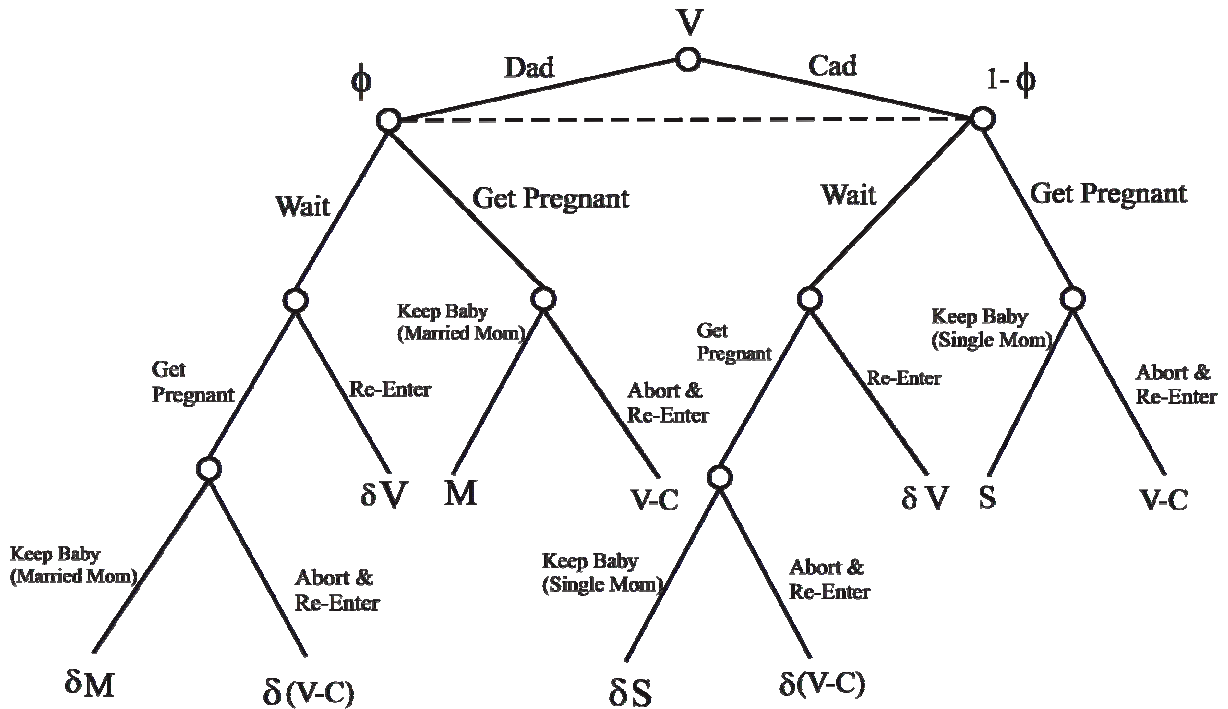 V
Dad
Cad
ϕ
1- ϕ
Wait
Get Pregnant
Wait
Get Pregnant
Keep Baby
(Married Mom)
Keep Baby
(Single Mom)
Get
Pregnant
Get
Pregnant
Re-Enter
Re-Enter
Abort &
Re-Enter
Abort &
Re-Enter
δV
M
V-C
δV
S
V-C
Keep Baby
(Married Mom)
Abort &
Re-Enter
Keep Baby
(Single Mom)
Abort &
Re-Enter
δM
δ(V-C)
δS
δ(V-C)